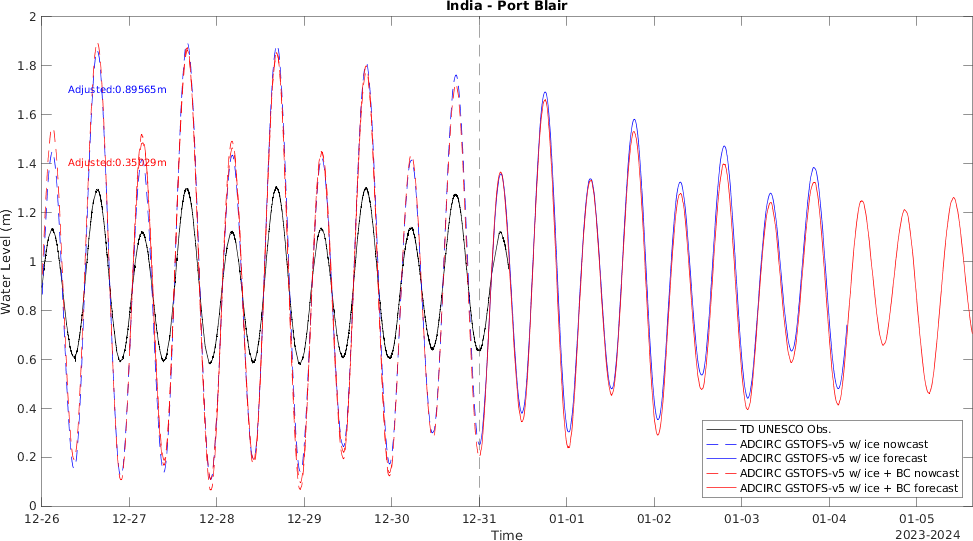 India - Port Blair
Water Level (m)
2
1.8
1.6
1.4
1.2
1
0.8
0.6
0.4
0.2
0
Adjusted:0.89565m
TD UNESCO Obs.
ADCIRC GSTOFS-v5 w/ ice nowcast
ADCIRC GSTOFS-v5 w/ ice forecast
ADCIRC GSTOFS-v5 w/ ice + BC nowcast
ADCIRC GSTOFS-v5 w/ ice + BC forecast
12-26 12-27 12-28 12-29 12-30 12-31 01-01 01-02 01-03 01-04 01-05
Time
2023-2024